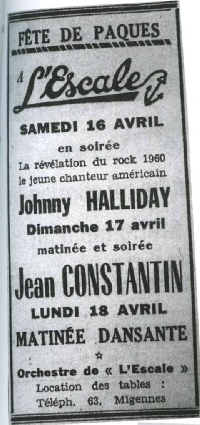 FÊTE DE PAQUES
à L'Escale
SAMEDI 16 AVRIL
en soirée
La révélation du rock 1960
le jeune chanteur américain
Johnny HALLIDAY
Dimanche 17 avril
matinée et soirée
Jean CONSTANTIN
LUNDI 18 AVRIL
MATINÉE DANSANTE
Orchestre de « L'Escale »
Location des tables :
Téléph. 63, Migennes